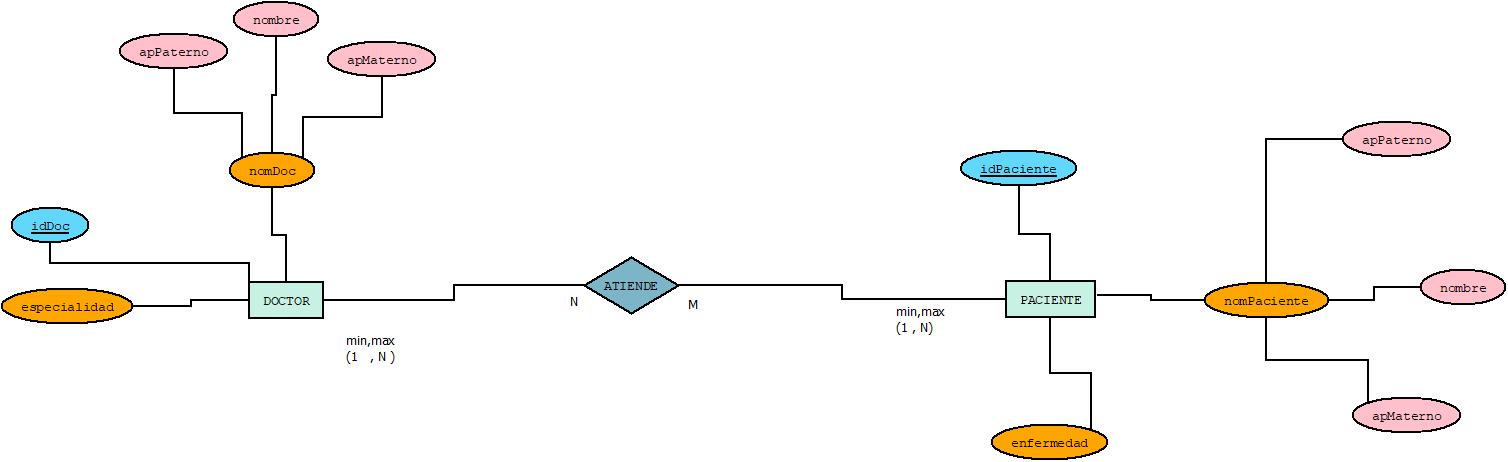 nombre
apPaterno
apMaterno
nomDoc
idDoc
especialidad
DOCTOR
min,max
(1 , N )
N
ATIENDE
M
min,max
(1 , N)
idPaciente
PACIENTE
enfermedad
apPaterno
nomPaciente
nombre
apMaterno